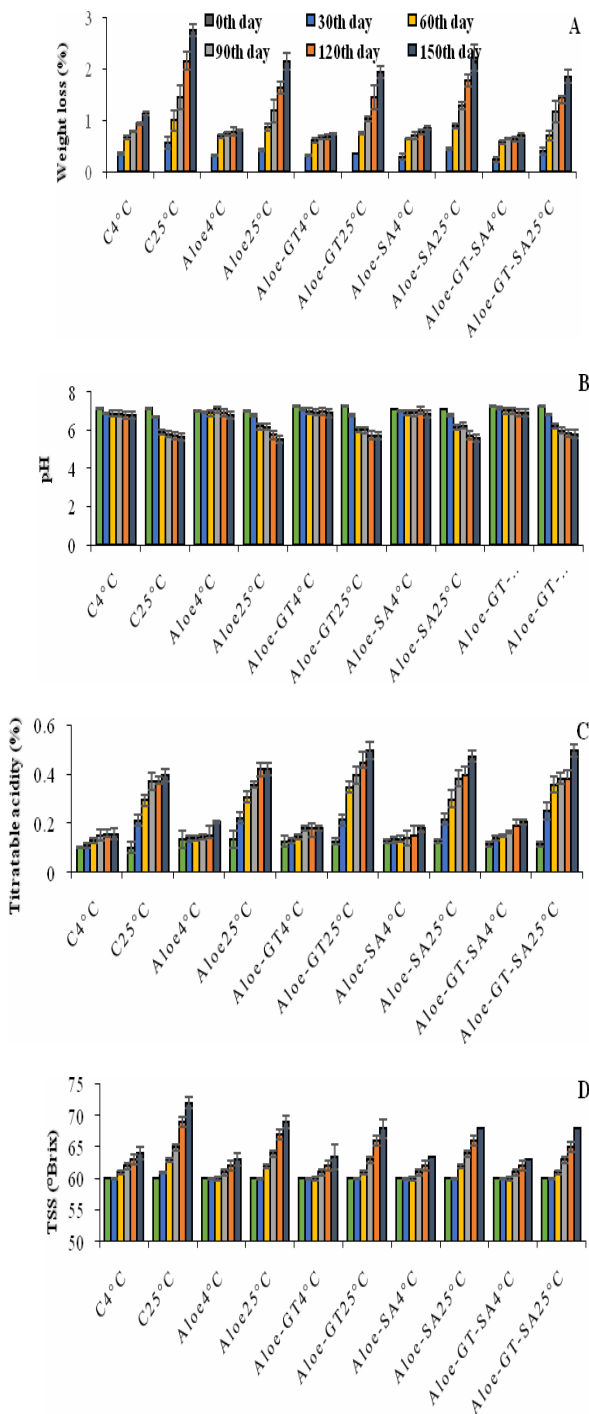 A
0th day 30th day 60th day
90th day 120th day 150th day
Weight loss (%)
3
2
1
0
C4°C
C25°C
Aloe4°C
Aloe25°C
Aloe-GT4°C
Aloe-GT25°C
Aloe-SA4°C
Aloe-SA25°C
Aloe-GT-SA4°C
Aloe-GT-SA25°C
B
pH
8
6
4
2
0
C4°C
C25°C
Aloe4°C
Aloe25°C
Aloe-GT4°C
Aloe-GT25°C
Aloe-SA4°C
Aloe-SA25°C
Aloe-GT-...
Aloe-GT-...
C
Titratable acidity (%)
0.6
0.4
0.2
0
C4°C
C25°C
Aloe4°C
Aloe25°C
Aloe-GT4°C
Aloe-GT25°C
Aloe-SA4°C
Aloe-SA25°C
Aloe-GT-SA4°C
Aloe-GT-SA25°C
D
TSS (°Brix)
75
70
65
60
55
50
C4°C
C25°C
Aloe4°C
Aloe25°C
Aloe-GT4°C
Aloe-GT25°C
Aloe-SA4°C
Aloe-SA25°C
Aloe-GT-SA4°C
Aloe-GT-SA25°C